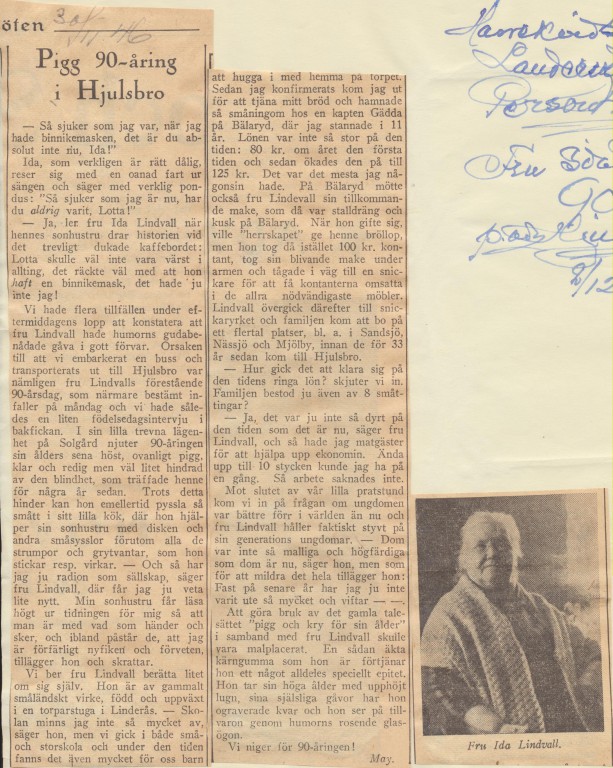 öten
Pigg 90-åring
i Hjulsbro
— Så sjuker som jag var, när jag
hade binnikemasken, det är du ab-
solut inte nu, Ida!"
Ida, som verkligen är rätt dålig,
reser sig med en oanad fart ur
sängen och säger med verklig pon-
dus: "Så sjuker som jag är nu, har
du aldrig varit, Lotta!"
— Ja, ler fru Ida Lindvall när
hennes sonhustru drar historien vid
det trevligt dukade kaffebordet:
Lotta skulle väl inte vara värst i
allting, det räckte väl med att hon
haft en binnikemask, det hade ju
inte jag!
Vi hade flera tillfällen under ef-
termiddagens lopp att konstatera att
fru Lindvall hade humorns gudabe-
nådade gåva i gott förvar. Orsaken
till att vi embarkerat en buss och
transporterats ut till Hjulsbro var
nämligen fru Lindvalls förestående
90-årsdag, som närmare bestämt in-
faller på måndag och vi hade såle-
des en liten födelsedagsintervju i
bakfickan. I sin lilla trevna lägen-
het på Solgård njuter 90-åringen
sin ålders sena höst, ovanligt pigg,
klar och redig men väl litet hindrad
av den blindhet, som träffade henne
för några år sedan. Trots detta
hinder kan hon emellertid pyssla så
smått i sitt lilla kök, där hon hjäl-
per sin sonhustru med disken och
andra småsysslor förutom alla de
strumpor och grytvantar, som hon
stickar resp. virkar. — Och så har
jag ju radion som sällskap, säger
fru Lindvall, där får jag ju veta
lite nytt. Min sonhustru får läsa
högt ur tidningen för mig så att
man är med vad som händer och
sker, och ibland påstår de, att jag
är förfärligt nyfiken och förveten,
tillägger hon och skrattar.
Vi ber fru Lindvall berätta litet
om sig själv. Hon är av gammalt
småländskt virke, född och uppväxt
i en torparstuga i Linderås. — Sko-
lan minns jag inte så mycket av,
säger hon, men vi gick i både små-
och storskola och under den tiden
fanns det även mycket för oss barn
att hugga i med hemma på torpet.
Sedan jag konfirmerats kom jag ut
för att tjäna mitt bröd och hamnade
så småningom hos en kapten Gädda
på Bälaryd, där jag stannade i 11
år. Lönen var inte så stor på den
tiden: 80 kr. om året den första
tiden och sedan ökades den på till
125 kr. Det var det mesta jag nå-
gonsin hade. På Bälaryd mötte
också fru Lindevall sin tillkomman-
de make, som då var stalldräng och
kusk på Bälaryd. När hon gifte sig,
ville "herrskapet" ge henne bröllop,
men hon tog då istället 100 kr. kon-
tant, tog sin blivande make under
armen och tågade i väg till en snic-
kare för att få kontanterna omsatta
i de allra nödvändigaste möbler.
Lindvall övergick därefter till snic-
karyrket och familjen kom att bo på
ett flertal platser, bl. a. i Sandsjö,
Nässjö och Mjölby, innan de för 33
år sedan kom till Hjulsbro.
— Hur gick det att klara sig på
den tidens ringa lön? skjuter vi in.
Familjen bestod ju även av 8 småt-
tingar?
— Ja, det var ju inte så dyrt på
den tiden som det är nu, säger fru
Lindvall, och så hade jag matgäster
för att hjälpa upp ekonomin. Ända
upp till 10 stycken kunde jag ha på
en gång. Så arbete saknades inte.
Mot slutet av vår lilla pratstund
kom vi in på frågan om ungdomen
var bättre förr i världen än nu och
fru Lindvall håller faktiskt styvt på
sin generations ungdomar. — Dom
var inte så malliga och högfärdiga
som dom är nu, säger hon, men som
för att mildra det hela tillägger hon:
Fast på senare år har jag ju inte
varit ute så mycket och viftar — —.
Att göra bruk av det gamla tale-
sättet "pigg och kry för sin ålder"
i samband med fru Lindvall skulle
vara malplacerat. En sådan äkta
kärngumma som hon är förtjänar
hon ett något alldeles speciellt epitet.
Hon tar sin höga ålder med upphöjt
lugn, sina själsliga gåvor har hon
ograverade kvar och hon ser på till-
varon genom humorns rosende glas-
ögon.
Vi niger för 90-åringen!
May.
Fru Ida Lindvall.
Fru Ida
90
2/12